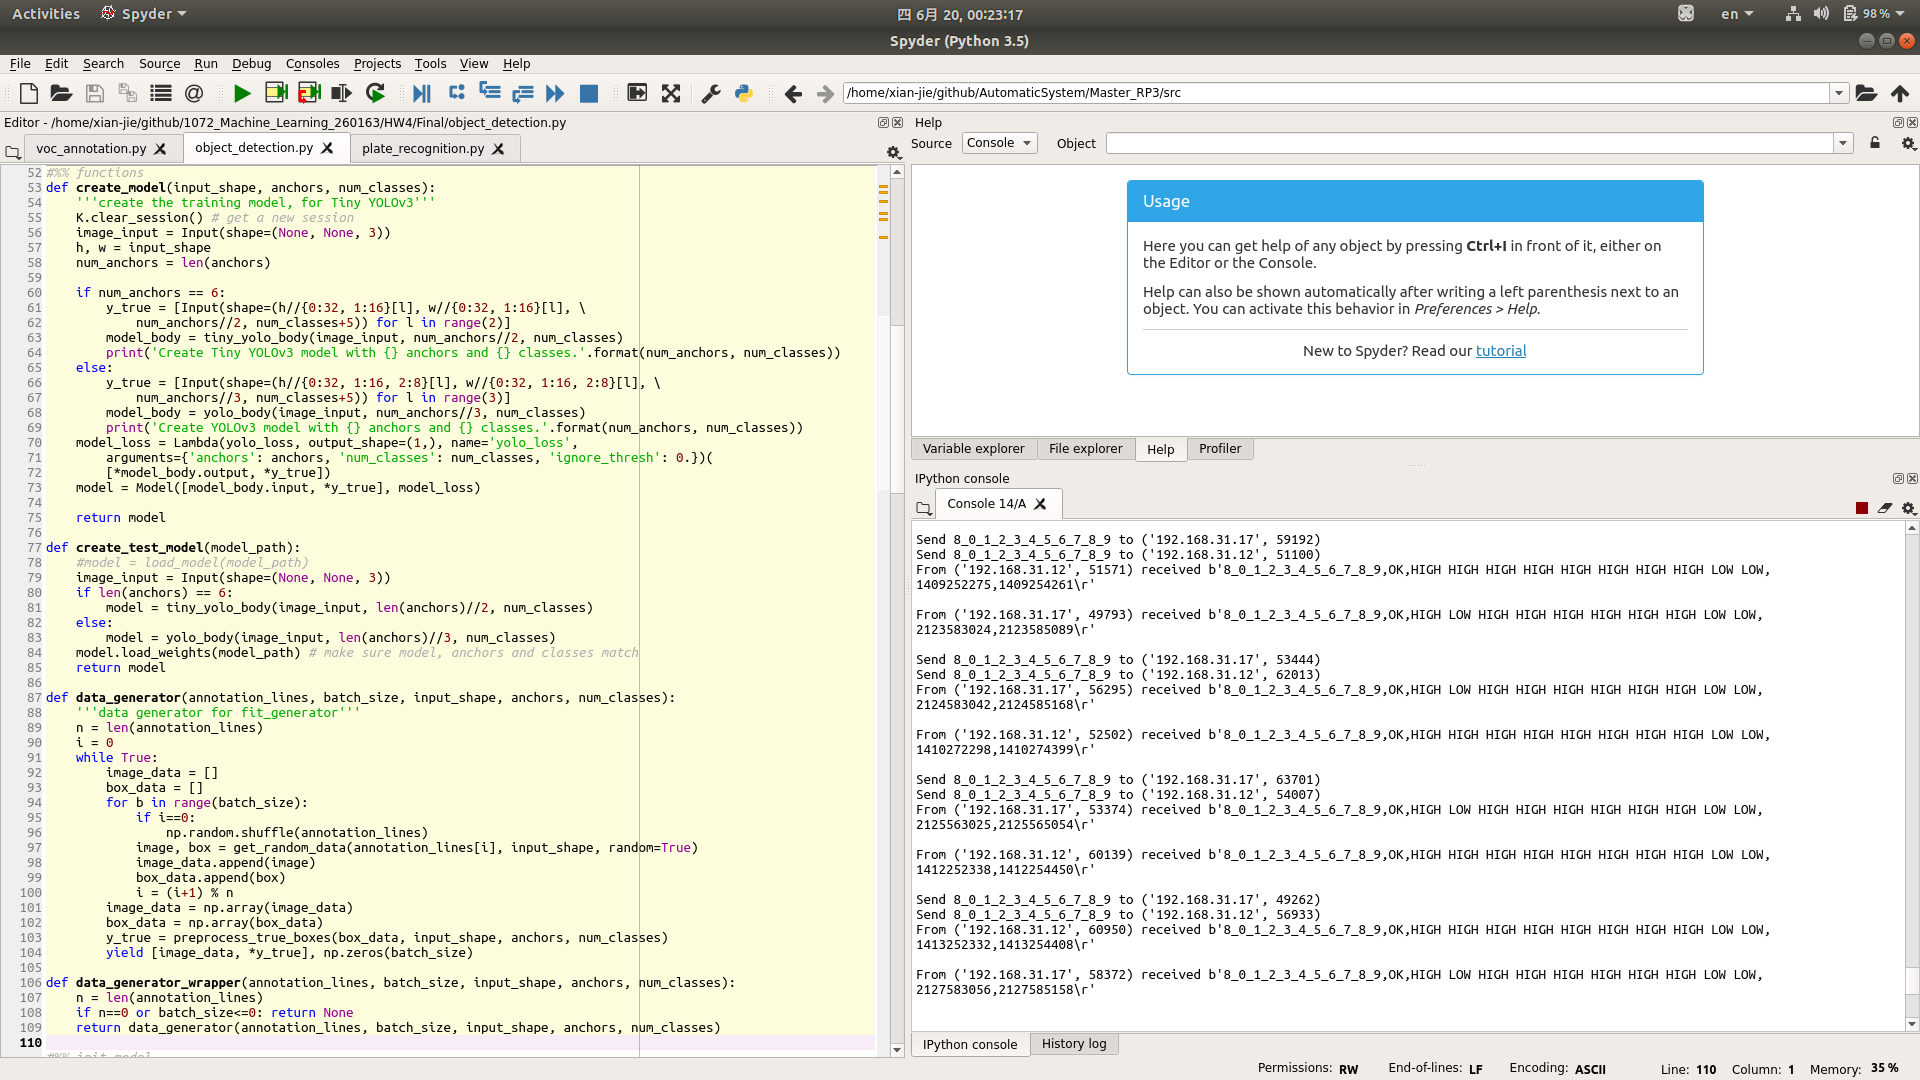 Activities Spyder 四 6月 20, 00:23:17 en 98 %
Spyder (Python 3.5)
File Edit Search Source Run Debug Consoles Projects Tools View Help
/home/xian-jie/github/AutomaticSystem/Master_RP3/src
Editor - /home/xian-jie/github/1072_Machine_Learning_260163/HW4/Final/object_detection.py
voc_annotation.py object_detection.py plate_recognition.py
52 #%% functions
53 def create_model(input_shape, anchors, num_classes):
54     '''create the training model, for Tiny YOLOv3'''
55     K.clear_session() # get a new session
56     image_input = Input(shape=(None, None, 3))
57     h, w = input_shape
58     num_anchors = len(anchors)
59
60     if num_anchors == 6:
61         y_true = [Input(shape=(h//{0:32, 1:16}[l], w//{0:32, 1:16}[l], \
62             num_anchors//2, num_classes+5)) for l in range(2)]
63         model_body = tiny_yolo_body(image_input, num_anchors//2, num_classes)
64         print('Create Tiny YOLOv3 model with {} anchors and {} classes.'.format(num_anchors, num_classes))
65     else:
66         y_true = [Input(shape=(h//{0:32, 1:16, 2:8}[l], w//{0:32, 1:16, 2:8}[l], \
67             num_anchors//3, num_classes+5)) for l in range(3)]
68         model_body = yolo_body(image_input, num_anchors//3, num_classes)
69         print('Create YOLOv3 model with {} anchors and {} classes.'.format(num_anchors, num_classes))
70     model_loss = Lambda(yolo_loss, output_shape=(1,), name='yolo_loss',
71         arguments={'anchors': anchors, 'num_classes': num_classes, 'ignore_thresh': 0.})(
72         [*model_body.output, *y_true])
73     model = Model([model_body.input, *y_true], model_loss)
74
75     return model
76
77 def create_test_model(model_path):
78     #model = load_model(model_path)
79     image_input = Input(shape=(None, None, 3))
80     if len(anchors) == 6:
81         model = tiny_yolo_body(image_input, len(anchors)//2, num_classes)
82     else:
83         model = yolo_body(image_input, len(anchors)//3, num_classes)
84     model.load_weights(model_path) # make sure model, anchors and classes match
85     return model
86
87 def data_generator(annotation_lines, batch_size, input_shape, anchors, num_classes):
88     '''data generator for fit_generator'''
89     n = len(annotation_lines)
90     i = 0
91     while True:
92         image_data = []
93         box_data = []
94         for b in range(batch_size):
95             if i==0:
96                 np.random.shuffle(annotation_lines)
97             image, box = get_random_data(annotation_lines[i], input_shape, random=True)
98             image_data.append(image)
99             box_data.append(box)
100             i = (i+1) % n
101         image_data = np.array(image_data)
102         box_data = np.array(box_data)
103         y_true = preprocess_true_boxes(box_data, input_shape, anchors, num_classes)
104         yield [image_data, *y_true], np.zeros(batch_size)
105
106 def data_generator_wrapper(annotation_lines, batch_size, input_shape, anchors, num_classes):
107     n = len(annotation_lines)
108     if n==0 or batch_size<=0: return None
109     return data_generator(annotation_lines, batch_size, input_shape, anchors, num_classes)
110
#%% init model
Help
Source Console Object
Usage
Here you can get help of any object by pressing Ctrl+I in front of it, either on
the Editor or the Console.
Help can also be shown automatically after writing a left parenthesis next to an
object. You can activate this behavior in Preferences > Help.
New to Spyder? Read our tutorial
Variable explorer File explorer Help Profiler
IPython console
Console 14/A
Send 8_0_1_2_3_4_5_6_7_8_9 to ('192.168.31.17', 59192)
Send 8_0_1_2_3_4_5_6_7_8_9 to ('192.168.31.12', 51100)
From ('192.168.31.12', 51571) received b'8_0_1_2_3_4_5_6_7_8_9,OK,HIGH HIGH HIGH HIGH HIGH HIGH HIGH HIGH LOW LOW,
1409252275,1409254261\r'
From ('192.168.31.17', 49793) received b'8_0_1_2_3_4_5_6_7_8_9,OK,HIGH LOW HIGH HIGH HIGH HIGH HIGH HIGH LOW LOW,
2123583024,2123585089\r'
Send 8_0_1_2_3_4_5_6_7_8_9 to ('192.168.31.17', 53444)
Send 8_0_1_2_3_4_5_6_7_8_9 to ('192.168.31.12', 62013)
From ('192.168.31.17', 56295) received b'8_0_1_2_3_4_5_6_7_8_9,OK,HIGH LOW HIGH HIGH HIGH HIGH HIGH HIGH LOW LOW,
2124583042,2124585168\r'
From ('192.168.31.12', 52502) received b'8_0_1_2_3_4_5_6_7_8_9,OK,HIGH HIGH HIGH HIGH HIGH HIGH HIGH HIGH LOW LOW,
1410272298,1410274399\r'
Send 8_0_1_2_3_4_5_6_7_8_9 to ('192.168.31.17', 63701)
Send 8_0_1_2_3_4_5_6_7_8_9 to ('192.168.31.12', 54007)
From ('192.168.31.17', 53374) received b'8_0_1_2_3_4_5_6_7_8_9,OK,HIGH LOW HIGH HIGH HIGH HIGH HIGH HIGH LOW LOW,
2125563025,2125565054\r'
From ('192.168.31.12', 60139) received b'8_0_1_2_3_4_5_6_7_8_9,OK,HIGH HIGH HIGH HIGH HIGH HIGH HIGH HIGH LOW LOW,
1412252338,1412254450\r'
Send 8_0_1_2_3_4_5_6_7_8_9 to ('192.168.31.17', 49262)
Send 8_0_1_2_3_4_5_6_7_8_9 to ('192.168.31.12', 56933)
From ('192.168.31.12', 60950) received b'8_0_1_2_3_4_5_6_7_8_9,OK,HIGH HIGH HIGH HIGH HIGH HIGH HIGH HIGH LOW LOW,
1413252332,1413254408\r'
From ('192.168.31.17', 58372) received b'8_0_1_2_3_4_5_6_7_8_9,OK,HIGH LOW HIGH HIGH HIGH HIGH HIGH HIGH LOW LOW,
2127583056,2127585158\r'
IPython console History log
Permissions: RW End-of-lines: LF Encoding: ASCII Line: 110 Column: 1 Memory: 35 %